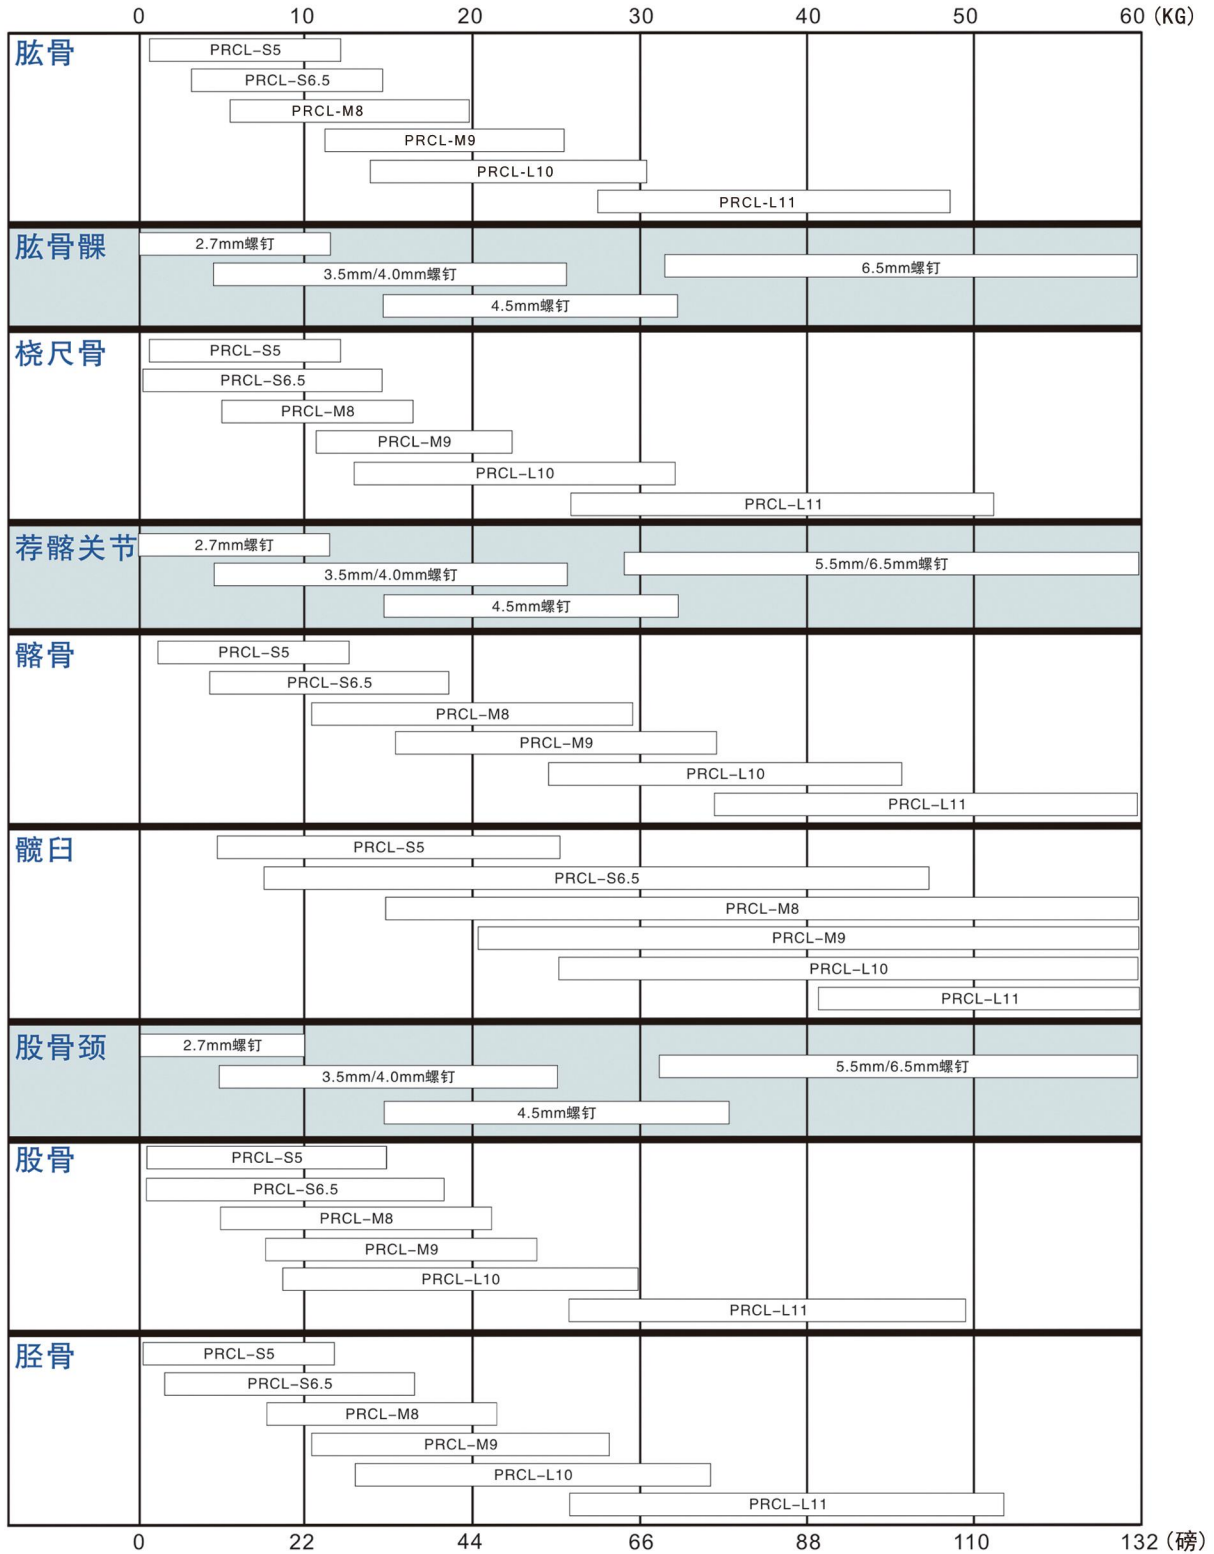 0 10 20 30 40 50 60 (KG)
肱骨
PRCL-S5
PRCL-S6.5
PRCL-M8
PRCL-M9
PRCL-L10
PRCL-L11
肱骨髁
2.7mm螺钉
6.5mm螺钉
3.5mm/4.0mm螺钉
4.5mm螺钉
桡尺骨
PRCL-S5
PRCL-S6.5
PRCL-M8
PRCL-M9
PRCL-L10
PRCL-L11
荐髂关节
2.7mm螺钉
5.5mm/6.5mm螺钉
3.5mm/4.0mm螺钉
4.5mm螺钉
髂骨
PRCL-S5
PRCL-S6.5
PRCL-M8
PRCL-M9
PRCL-L10
PRCL-L11
髋臼
PRCL-S5
PRCL-S6.5
PRCL-M8
PRCL-M9
PRCL-L10
PRCL-L11
股骨颈
2.7mm螺钉
5.5mm/6.5mm螺钉
3.5mm/4.0mm螺钉
4.5mm螺钉
股骨
PRCL-S5
PRCL-S6.5
PRCL-M8
PRCL-M9
PRCL-L10
PRCL-L11
胫骨
PRCL-S5
PRCL-S6.5
PRCL-M8
PRCL-M9
PRCL-L10
PRCL-L11
0 22 44 66 88 110 132 (磅)